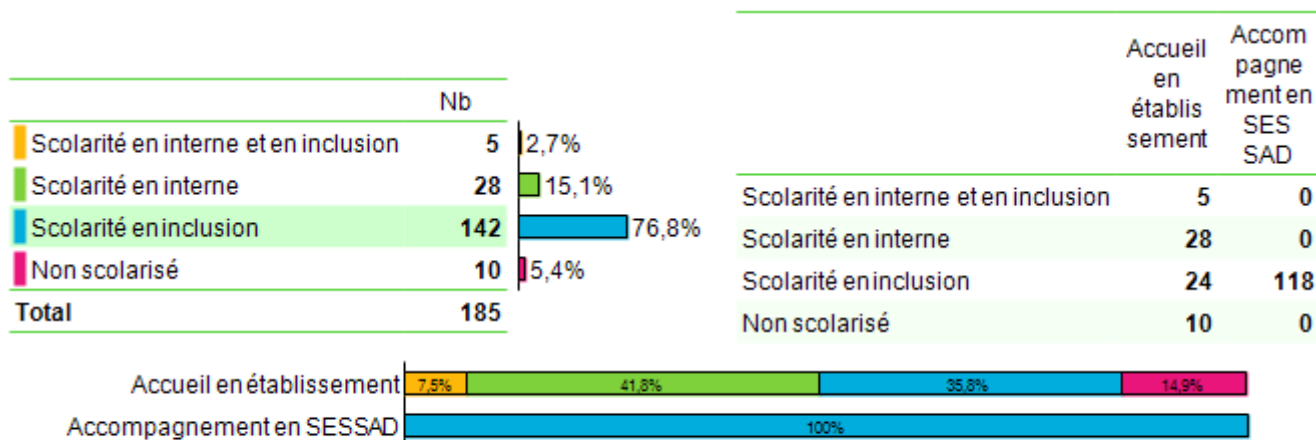 Nb
Scolarité en interne et en inclusion 5 2,7%
Scolarité en interne 28 15,1%
Scolarité en inclusion 142 76,8%
Non scolarisé 10 5,4%
Total 185
Accueil
en
établis
sement
Accom
pagne
ment en
SES
SAD
Scolarité en interne et en inclusion 5 0
Scolarité en interne 28 0
Scolarité en inclusion 24 118
Non scolarisé 10 0
Accueil en établissement 7,5% 41,8% 35,8% 14,9%
Accompagnement en SESSAD 100%